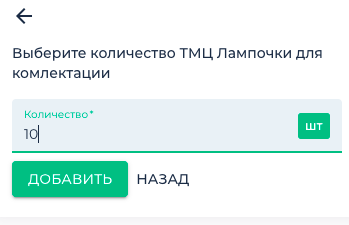 Выберите количество ТМЦ Лампочки для
комлектации
Количество*
10
шт
ДОБАВИТЬ НАЗАД